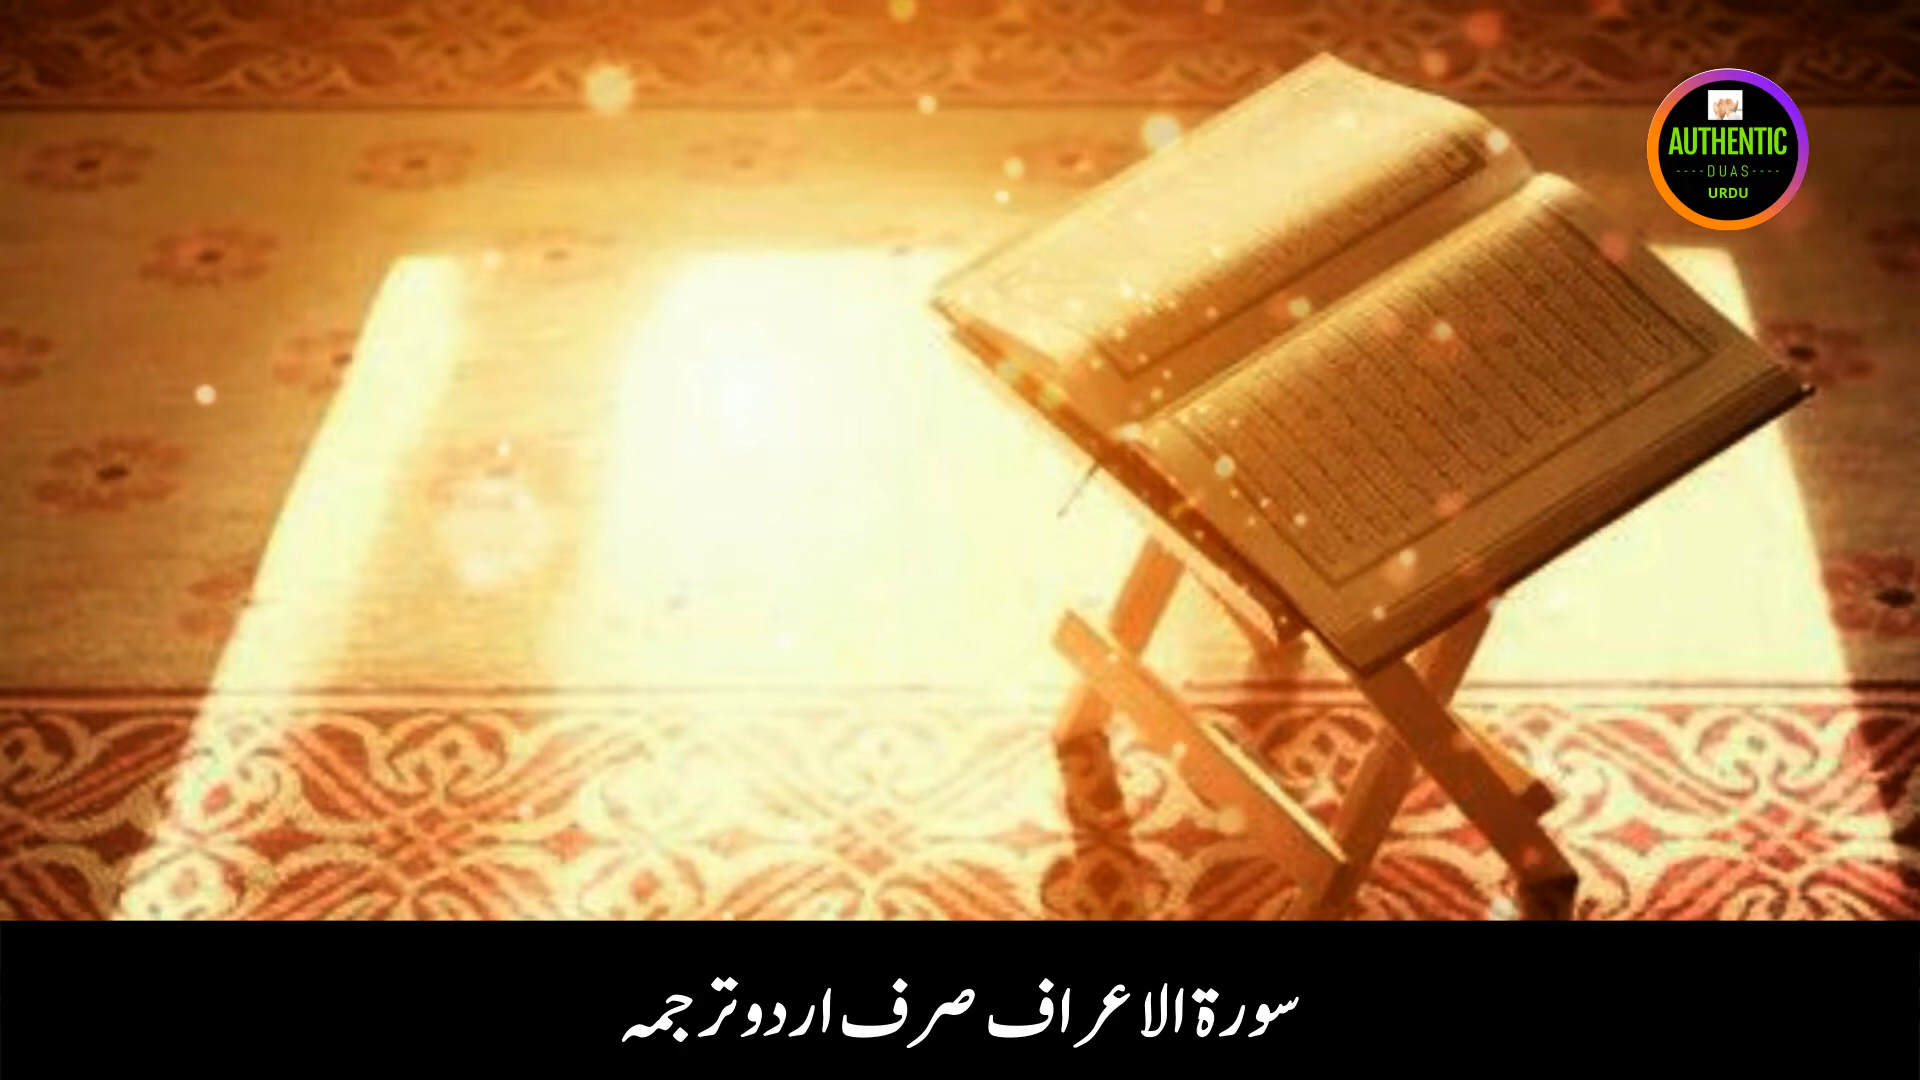 AUTHENTIC
----DUAS----
URDU
سورۃ الاعراف صرف اردو ترجمہ